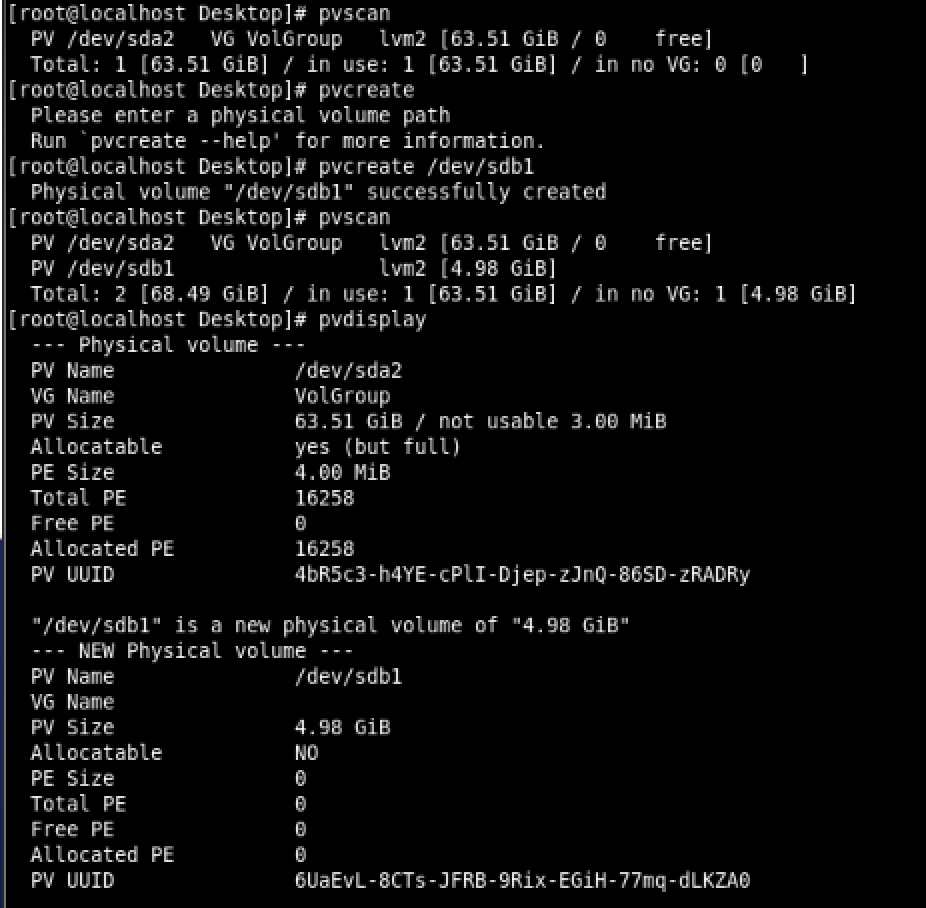 [root@localhost Desktop]# pvscan
  PV /dev/sda2   VG VolGroup   lvm2 [63.51 GiB / 0    free]
  Total: 1 [63.51 GiB] / in use: 1 [63.51 GiB] / in no VG: 0 [0   ]
[root@localhost Desktop]# pvcreate
  Please enter a physical volume path
  Run `pvcreate --help' for more information.
[root@localhost Desktop]# pvcreate /dev/sdb1
  Physical volume "/dev/sdb1" successfully created
[root@localhost Desktop]# pvscan
  PV /dev/sda2   VG VolGroup   lvm2 [63.51 GiB / 0    free]
  PV /dev/sdb1                 lvm2 [4.98 GiB]
  Total: 2 [68.49 GiB] / in use: 1 [63.51 GiB] / in no VG: 1 [4.98 GiB]
[root@localhost Desktop]# pvdisplay
  --- Physical volume ---
  PV Name               /dev/sda2
  VG Name               VolGroup
  PV Size               63.51 GiB / not usable 3.00 MiB
  Allocatable           yes (but full)
  PE Size               4.00 MiB
  Total PE              16258
  Free PE               0
  Allocated PE          16258
  PV UUID               4bR5c3-h4YE-cPlI-Djep-zJnQ-86SD-zRADRy

  "/dev/sdb1" is a new physical volume of "4.98 GiB"
  --- NEW Physical volume ---
  PV Name               /dev/sdb1
  VG Name
  PV Size               4.98 GiB
  Allocatable           NO
  PE Size               0
  Total PE              0
  Free PE               0
  Allocated PE          0
  PV UUID               6UaEvL-8CTs-JFRB-9Rix-EGiH-77mq-dLKZA0